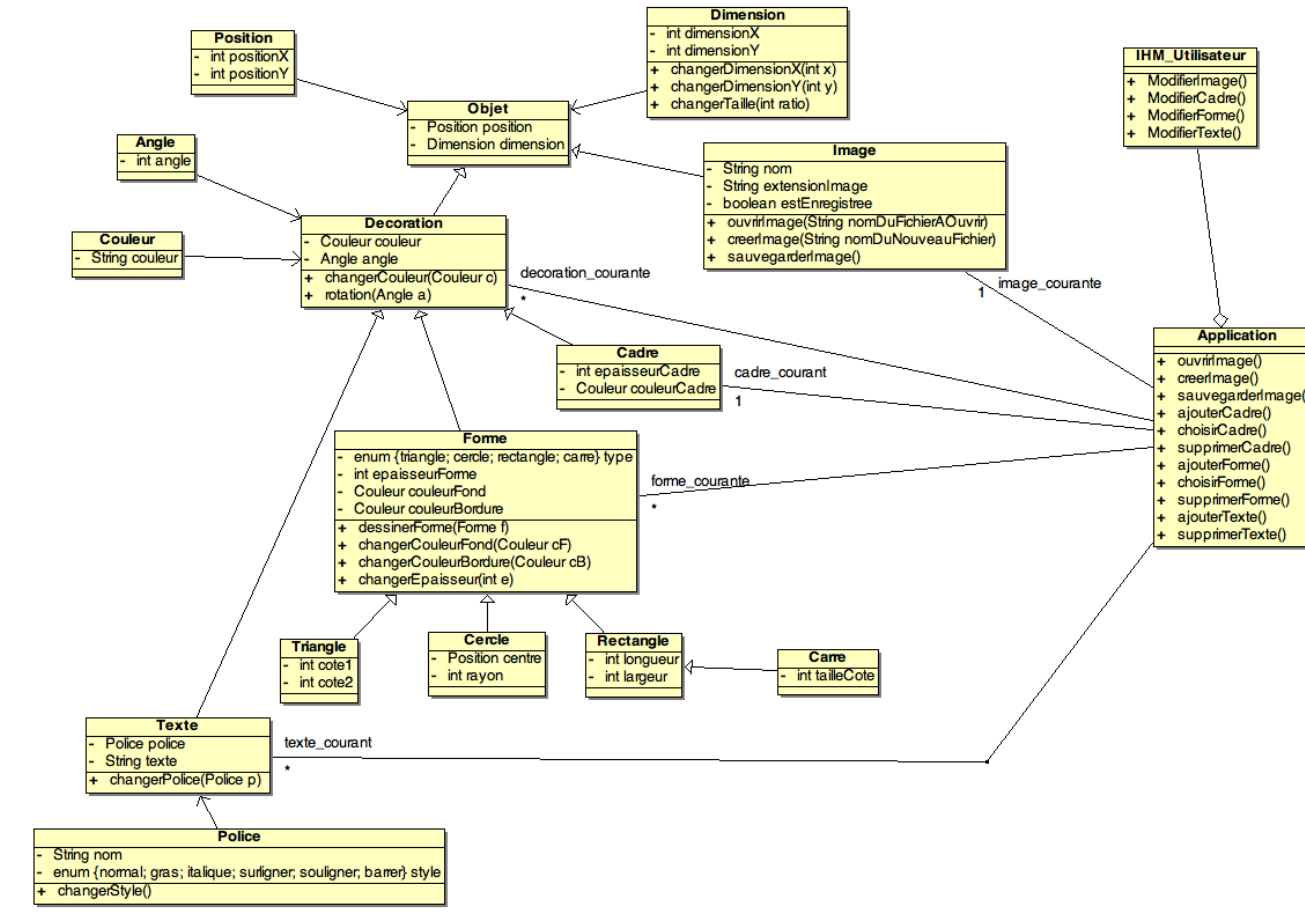 Position
- int positionX
- int positionY
Dimension
- int dimensionX
- int dimensionY
+ changerDimensionX(int x)
+ changerDimensionY(int y)
+ changerTaille(int ratio)
IHM_Utilisateur
+ ModifierImage()
+ ModifierCadre()
+ ModifierForme()
+ ModifierTexte()
Objet
- Position position
- Dimension dimension
Angle
- int angle
Image
- String nom
- String extensionImage
- boolean estEnregistree
+ ouvrirImage(String nomDuFichierAOuvrir)
+ creerImage(String nomDuNouveauFichier)
+ sauvegarderImage()
Couleur
- String couleur
Decoration
- Couleur couleur
- Angle angle
+ changerCouleur(Couleur c)
+ rotation(Angle a)
decoration_courante
*
image_courante
1
Application
+ ouvrirImage()
+ creerImage()
+ sauvegarderImage(
+ ajouterCadre()
+ choisirCadre()
+ supprimerCadre()
+ ajouterForme()
+ choisirForme()
+ supprimerForme()
+ ajouterTexte()
+ supprimerTexte()
Cadre
- int epaisseurCadre
- Couleur couleurCadre
cadre_courant
1
Forme
- enum {triangle; cercle; rectangle; carre} type
- int epaisseurForme
- Couleur couleurFond
- Couleur couleurBordure
+ dessinerForme(Forme f)
+ changerCouleurFond(Couleur cF)
+ changerCouleurBordure(Couleur cB)
+ changerEpaisseur(int e)
forme_courante
*
Triangle
- int cote1
- int cote2
Cercle
- Position centre
- int rayon
Rectangle
- int longueur
- int largeur
Carre
- int tailleCote
Texte
- Police police
- String texte
+ changerPolice(Police p)
texte_courant
*
Police
- String nom
- enum {normal; gras; italique; surligner; souligner; barrer} style
+ changerStyle()